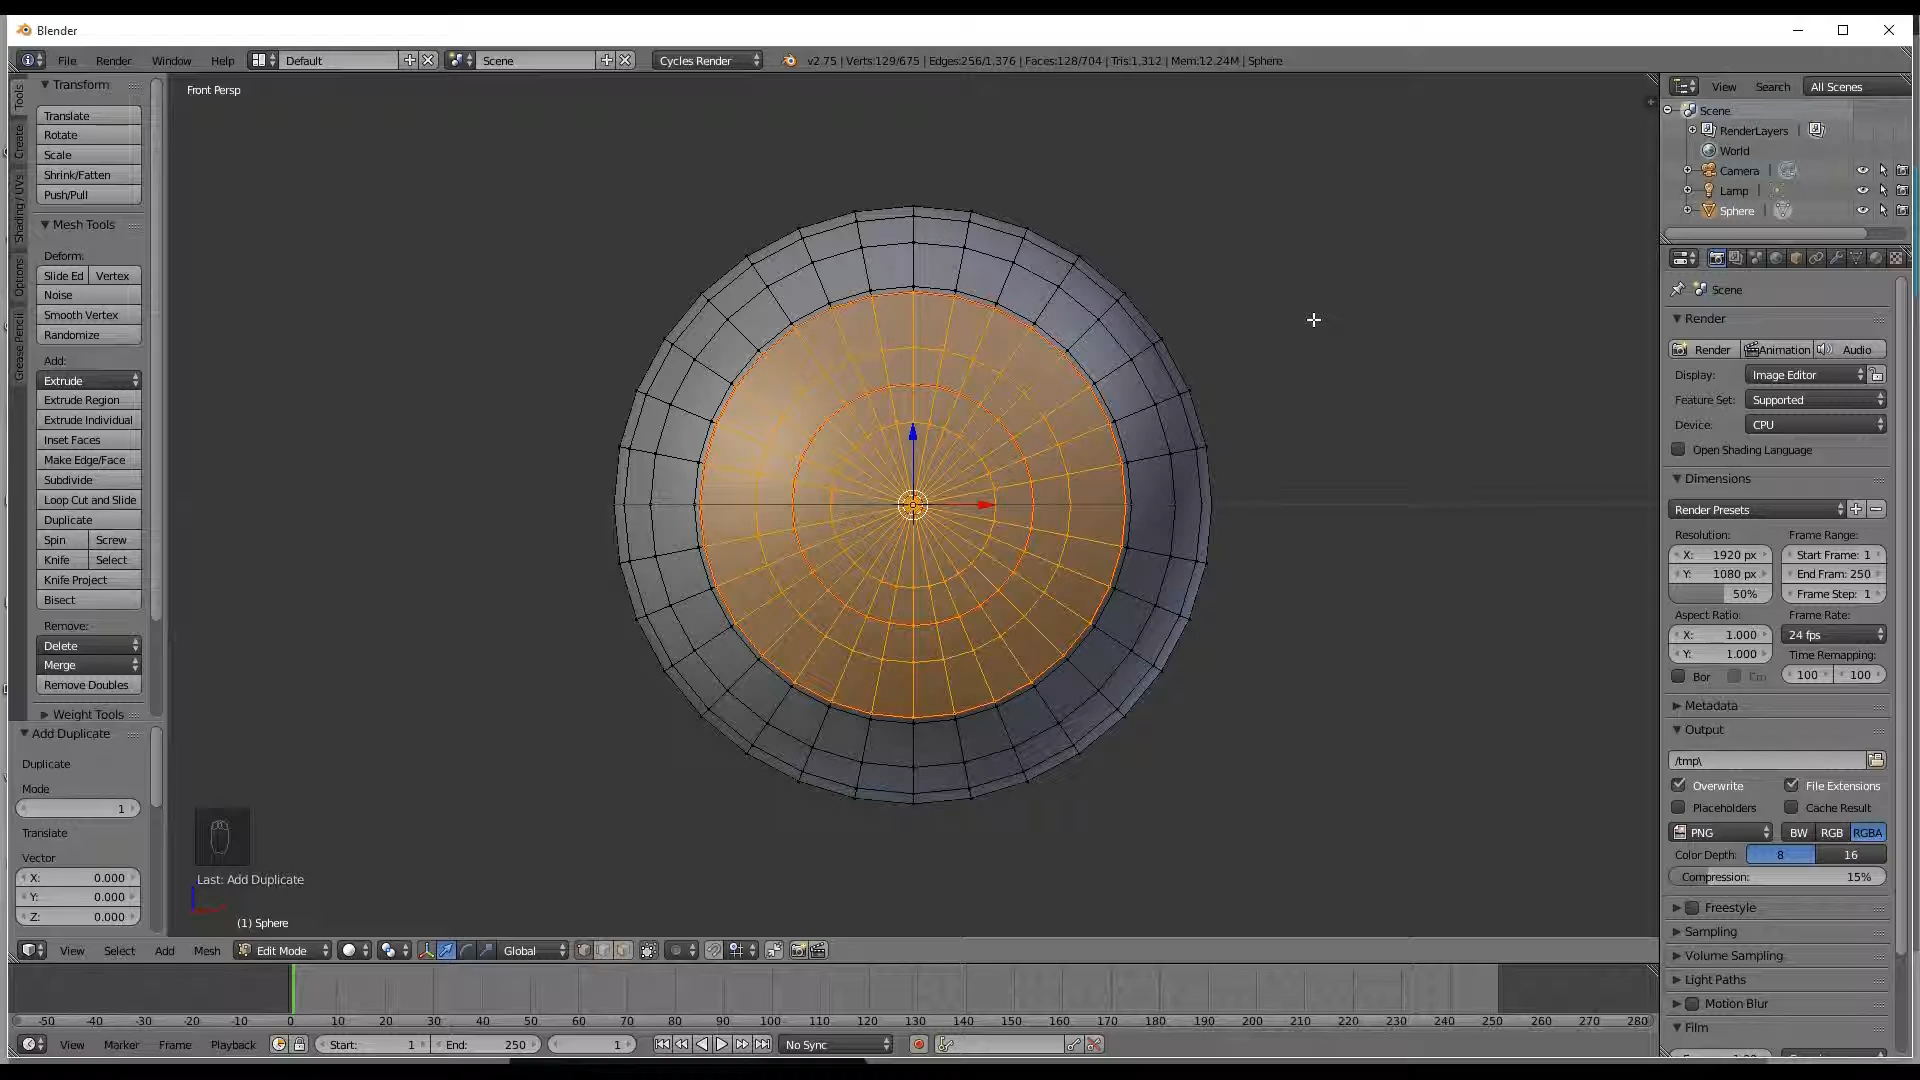 Blender
File Render Window Help Default Scene Cycles Render v2.75 | Verts:129/675 | Edges:256/1,376 | Faces:128/704 | Tris:1,312 | Mem:12.24M | Sphere
Tools
Create
Shading / UVs
Options
Grease Pencil
Transform
Translate
Rotate
Scale
Shrink/Fatten
Push/Pull
Mesh Tools
Deform:
Slide Ed Vertex
Noise
Smooth Vertex
Randomize
Add:
Extrude
Extrude Region
Extrude Individual
Inset Faces
Make Edge/Face
Subdivide
Loop Cut and Slide
Duplicate
Spin Screw
Knife Select
Knife Project
Bisect
Remove:
Delete
Merge
Remove Doubles
Weight Tools
Add Duplicate
Duplicate
Mode
1
Translate
Vector
X: 0.000
Y: 0.000
Z: 0.000
Front Persp
Last: Add Duplicate
(1) Sphere
View Select Add Mesh Edit Mode Global
-50 -40 -30 -20 -10 0 10 20 30 40 50 60 70 80 90 100 110 120 130 140 150 160 170 180 190 200 210 220 230 240 250 260 270 280
View Marker Frame Playback Start: 1 End: 250 1 No Sync
View Search All Scenes
Scene
RenderLayers
World
Camera
Lamp
Sphere
Scene
Render
Render Animation Audio
Display: Image Editor
Feature Set: Supported
Device: CPU
Open Shading Language
Dimensions
Render Presets
Resolution: Frame Range:
X: 1920 px Start Frame: 1
Y: 1080 px End Fram: 250
50% Frame Step: 1
Aspect Ratio: Frame Rate:
X: 1.000 24 fps
Y: 1.000 Time Remapping:
Bor 100 100
Metadata
Output
/tmp\
Overwrite File Extensions
Placeholders Cache Result
PNG BW RGB RGBA
Color Depth: 8 16
Compression: 15%
Freestyle
Sampling
Volume Sampling
Light Paths
Motion Blur
Film